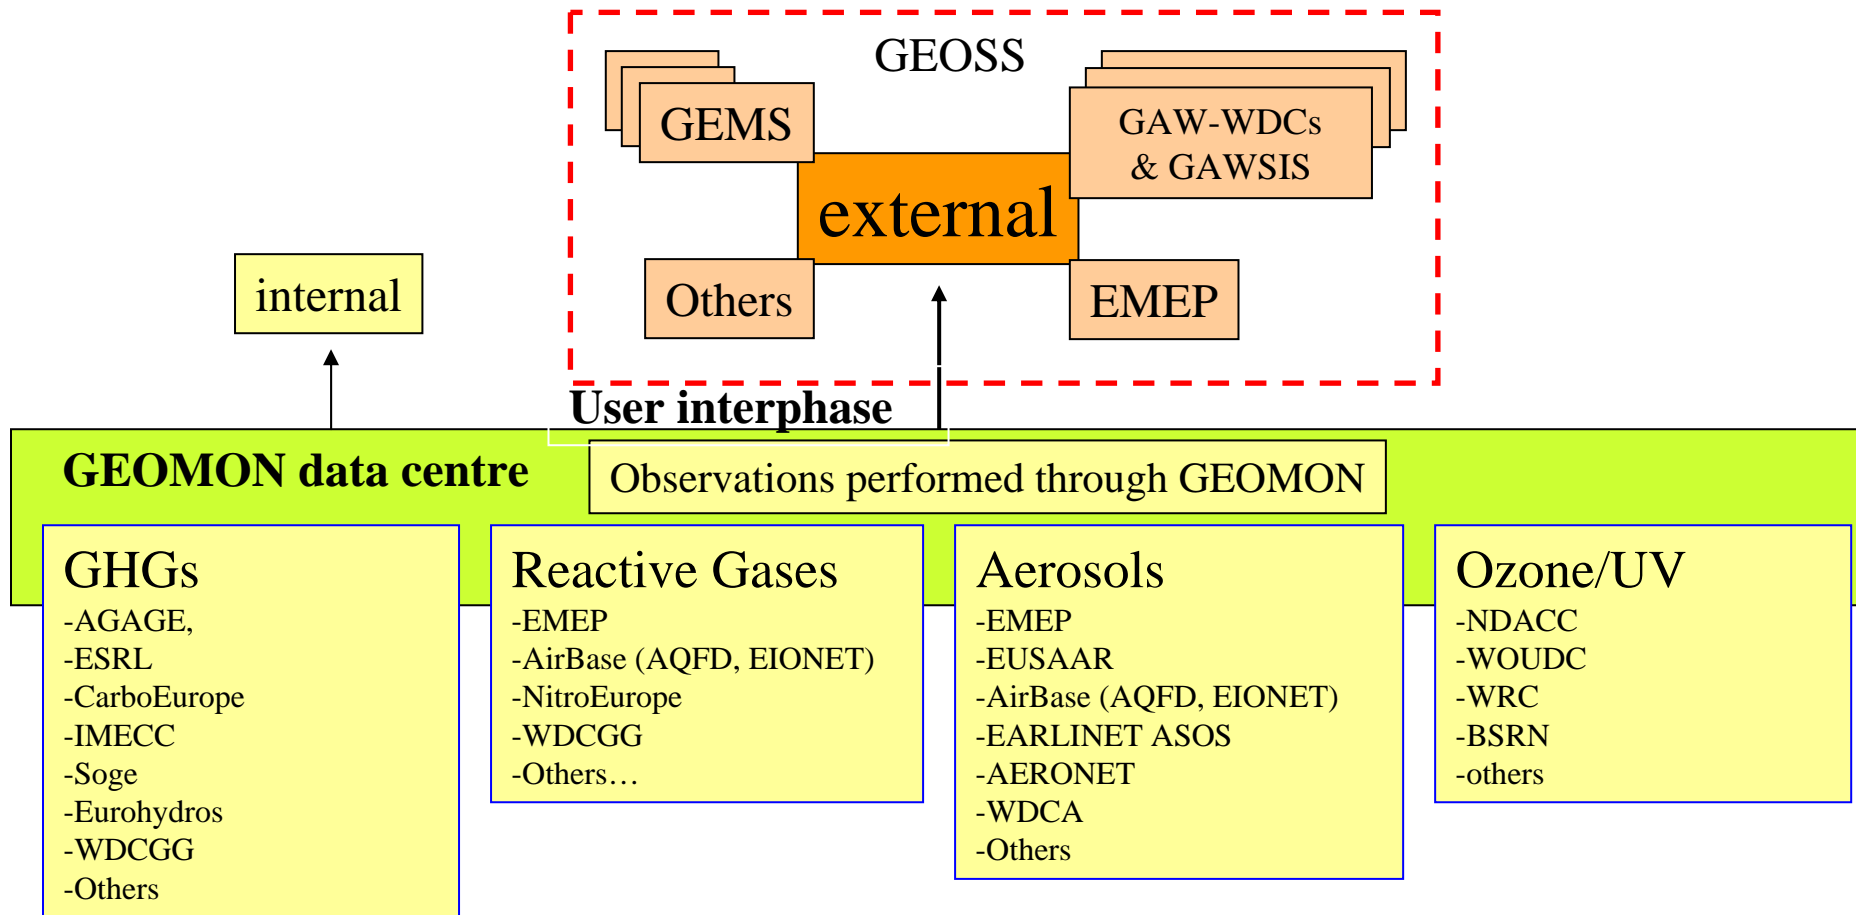 GEOSS
GEMS
GAW-WDCs
& GAWSIS
external
internal
Others
EMEP
User interphase
GEOMON data centre
Observations performed through GEOMON
GHGs
-AGAGE,
-ESRL
-CarboEurope
-IMECC
-Soge
-Eurohydros
-WDCGG
-Others
Reactive Gases
-EMEP
-AirBase (AQFD, EIONET)
-NitroEurope
-WDCGG
-Others…
Aerosols
-EMEP
-EUSAAR
-AirBase (AQFD, EIONET)
-EARLINET ASOS
-AERONET
-WDCA
-Others
Ozone/UV
-NDACC
-WOUDC
-WRC
-BSRN
-others